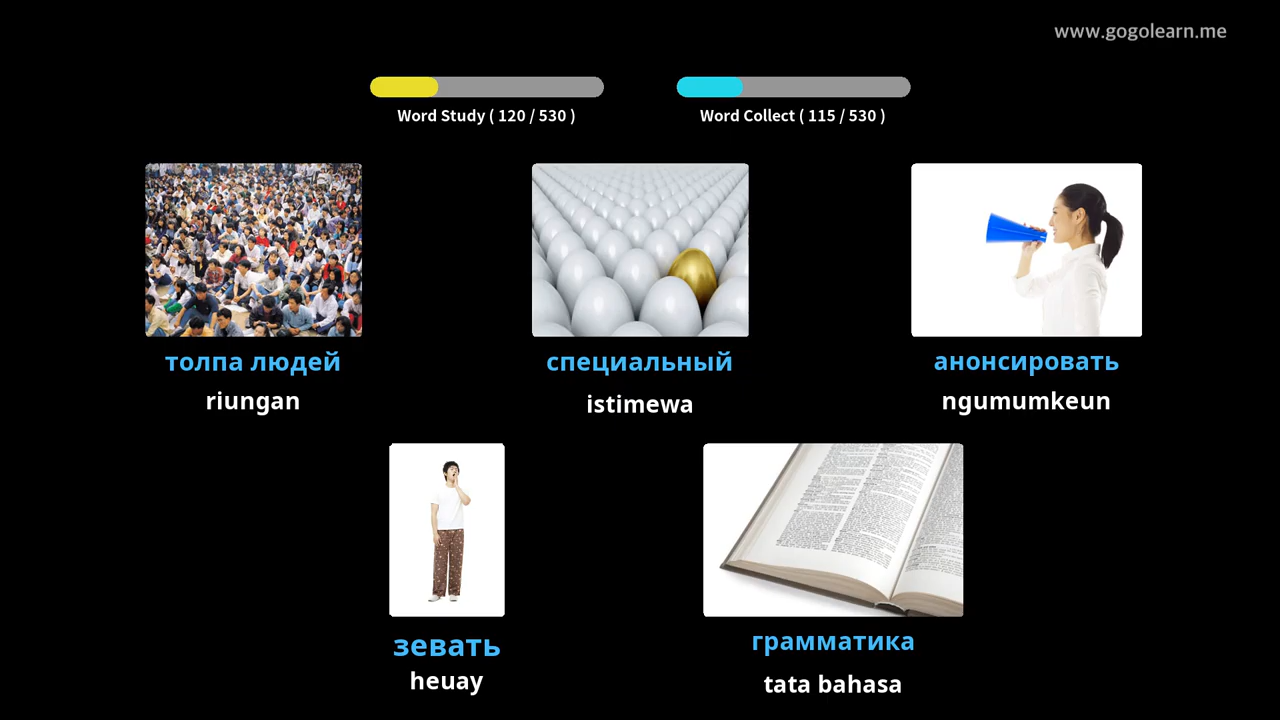 www.gogolearn.me
Word Study ( 120 / 530 )
Word Collect ( 115 / 530 )
толпа людей
riungan
специальный
istimewa
анонсировать
ngumumkeun
зевать
heuay
грамматика
tata bahasa